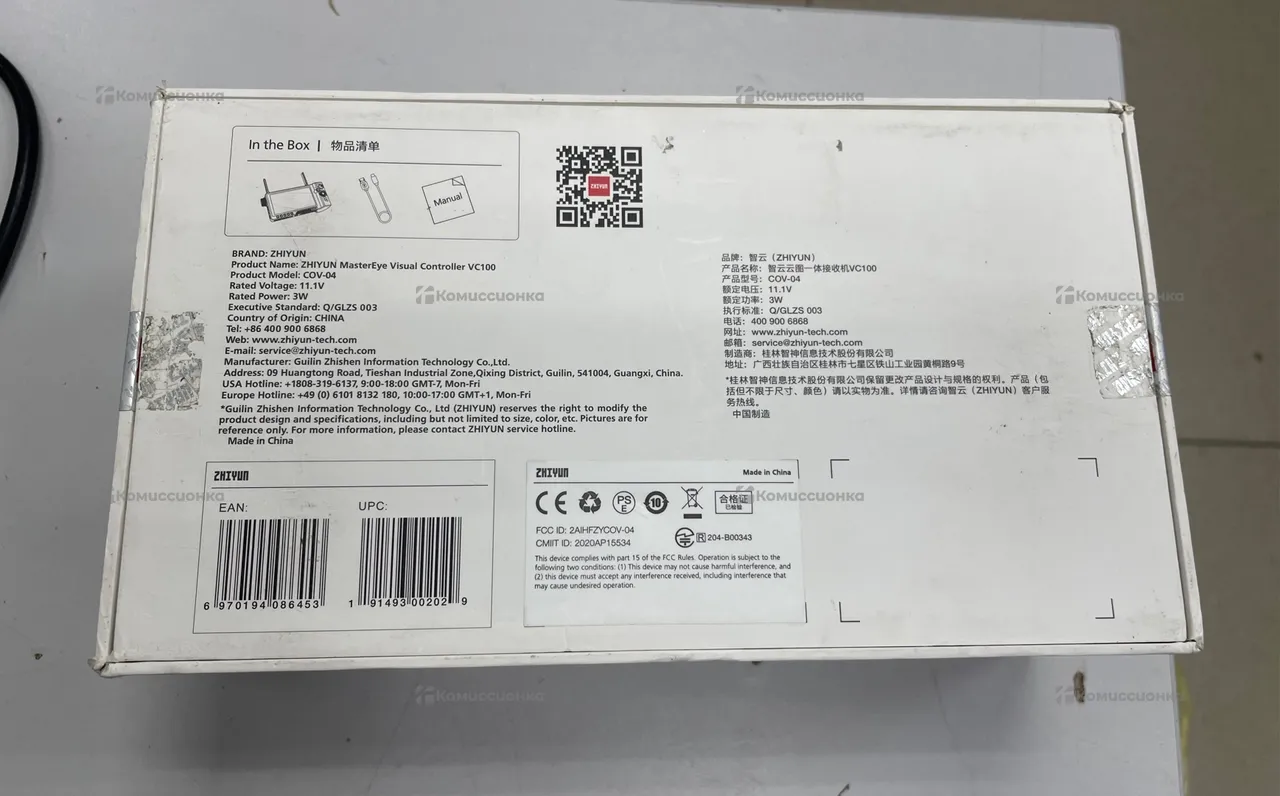 In the Box | 物品清单
Manual
ZHIYUN
BRAND: ZHIYUN
Product Name: ZHIYUN MasterEye Visual Controller VC100
Product Model: COV-04
Rated Voltage: 11.1V
Rated Power: 3W
Executive Standard: Q/GLZS 003
Country of Origin: CHINA
Tel: +86 400 900 6868
Web: www.zhiyun-tech.com
E-mail: service@zhiyun-tech.com
Manufacturer: Guilin Zhishen Information Technology Co.,Ltd.
Address: 09 Huangtong Road, Tieshan Industrial Zone,Qixing District, Guilin, 541004, Guangxi, China.
USA Hotline: +1808-319-6137, 9:00-18:00 GMT-7, Mon-Fri
Europe Hotline: +49 (0) 6101 8132 180, 10:00-17:00 GMT+1, Mon-Fri
*Guilin Zhishen Information Technology Co., Ltd (ZHIYUN) reserves the right to modify the
product design and specifications, including but not limited to size, color, etc. Pictures are for
reference only. For more information, please contact ZHIYUN service hotline.
Made in China
品牌：智云（ZHIYUN）
产品名称：智云云图一体接收机VC100
产品型号：COV-04
额定电压：11.1V
额定功率：3W
执行标准：Q/GLZS 003
电话：400 900 6868
网址：www.zhiyun-tech.com
邮箱：service@zhiyun-tech.com
制造商：桂林智神信息技术股份有限公司
地址：广西壮族自治区桂林市七星区铁山工业园黄桐路9号
*桂林智神信息技术股份有限公司保留更改产品设计与规格的权利。产品（包
括但不限于尺寸、颜色）请以实物为准。详情请咨询智云（ZHIYUN）客户服
务热线。
中国制造
ZHIYUN
EAN:
UPC:
6 970194 086453
1 91493 00202 9
ZHIYUN
Made in China
CE
PS E
10
合格证
已检验
FCC ID: 2AIHFZYCOV-04
CMIIT ID: 2020AP15534
R 204-B00343
This device complies with part 15 of the FCC Rules. Operation is subject to the
following two conditions: (1) This device may not cause harmful interference, and
(2) this device must accept any interference received, including interference that
may cause undesired operation.
Комиссионка
Комиссионка
Комиссионка
Комиссионка
Комиссионка
Комиссионка
Комиссионка
Комиссионка